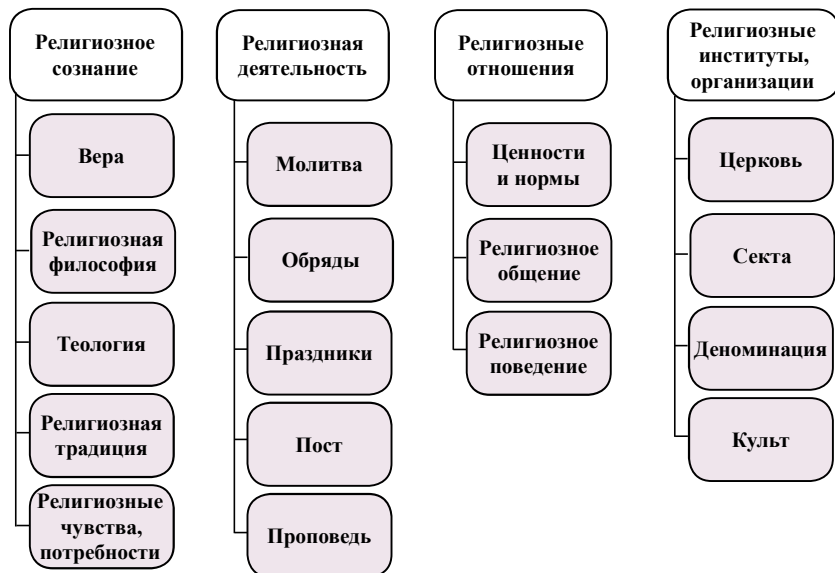 Религиозное
сознание
Вера
Религиозная
философия
Теология
Религиозная
традиция
Религиозные
чувства,
потребности
Религиозная
деятельность
Молитва
Обряды
Праздники
Пост
Проповедь
Религиозные
отношения
Ценности
и нормы
Религиозное
общение
Религиозное
поведение
Религиозные
институты,
организации
Церковь
Секта
Деноминация
Культ